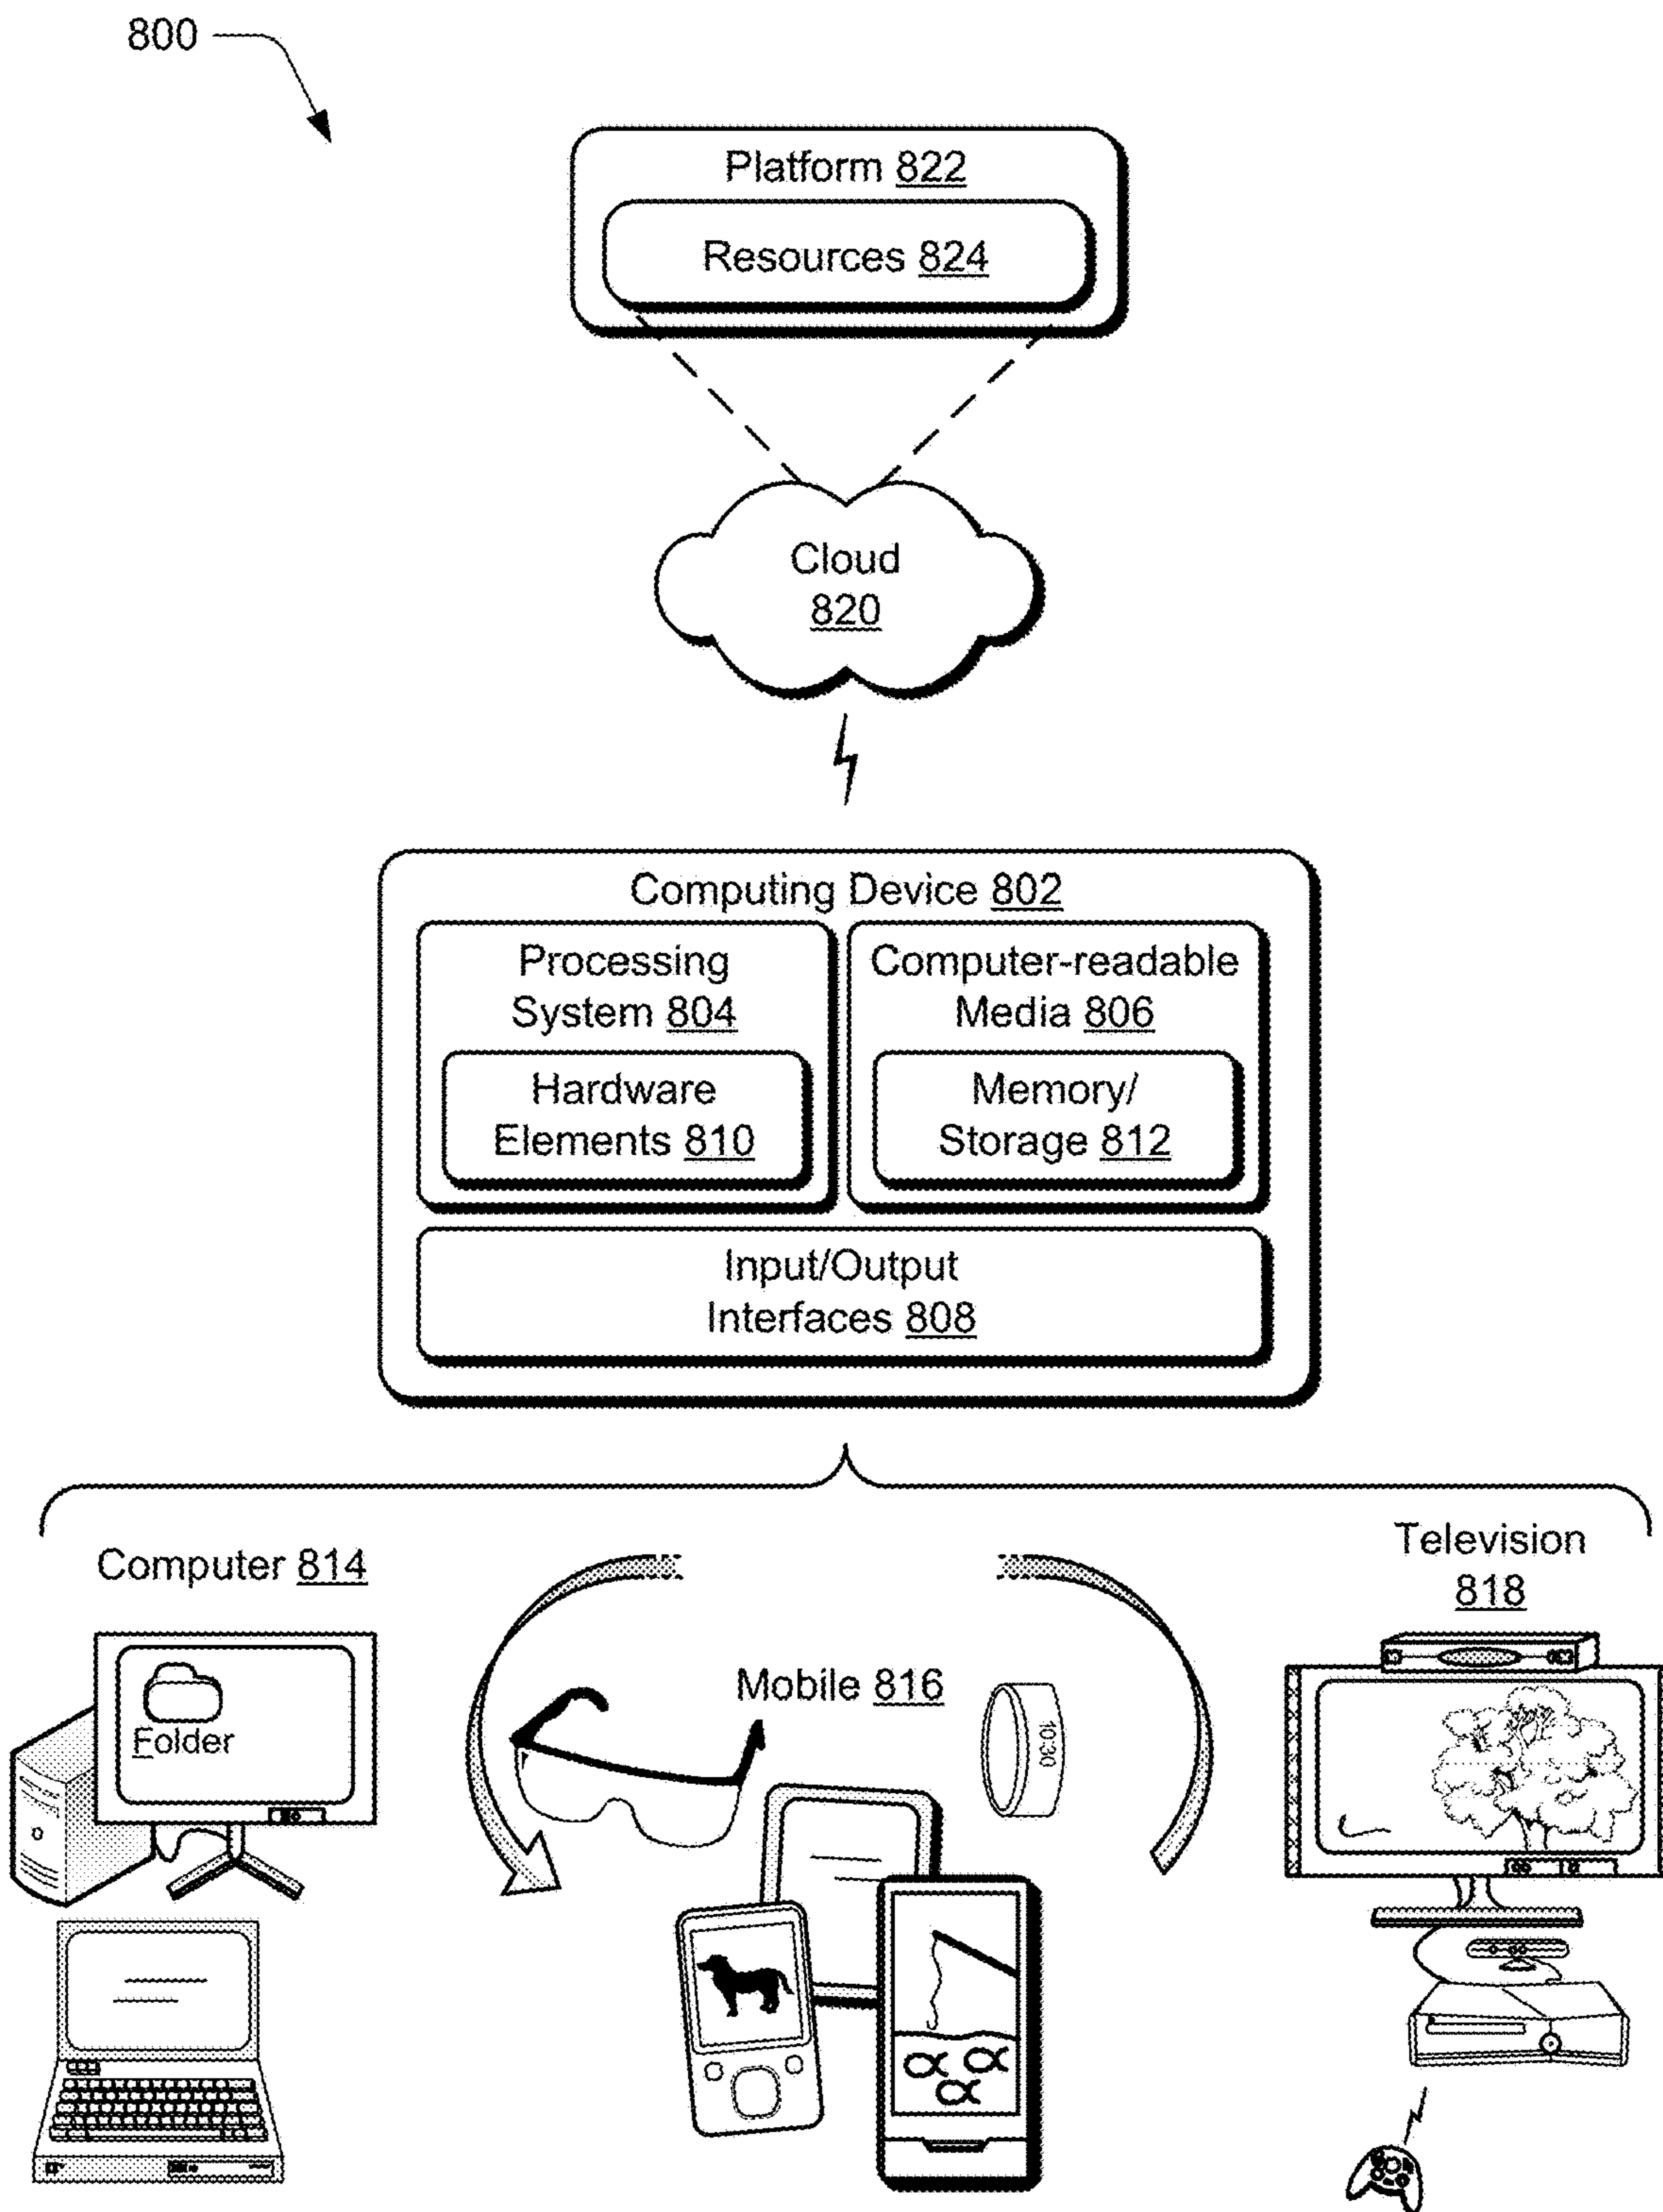 800
Platform 822
Resources 824
Cloud
820
Computing Device 802
Processing
System 804
Hardware
Elements 810
Computer-readable
Media 806
Memory/
Storage 812
Input/Output
Interfaces 808
Computer 814
Folder
Mobile 816
10:30
Television
818